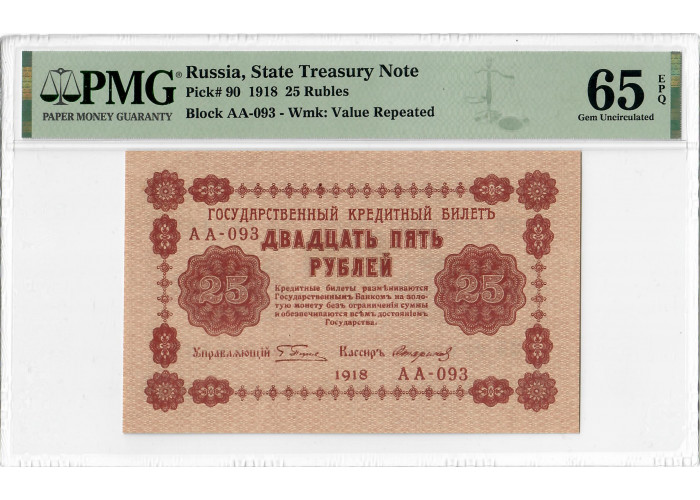 PMG®
PAPER MONEY GUARANTY
Russia, State Treasury Note
Pick# 90 1918 25 Rubles
Block AA-093 - Wmk: Value Repeated
65 EPQ
Gem Uncirculated
ГОСУДАРСТВЕННЫЙ КРЕДИТНЫЙ БИЛЕТЪ
АА-093
ДВАДЦАТЬ ПЯТЬ
РУБЛЕЙ
25
25
Кредитные билеты размѣниваются
Государственнымъ Банкомъ на золо-
тую монету безъ ограниченія суммы
и обезпечиваются всѣмъ достояніемъ
Государства.
Управляющій
Кассиръ
1918 АА-093